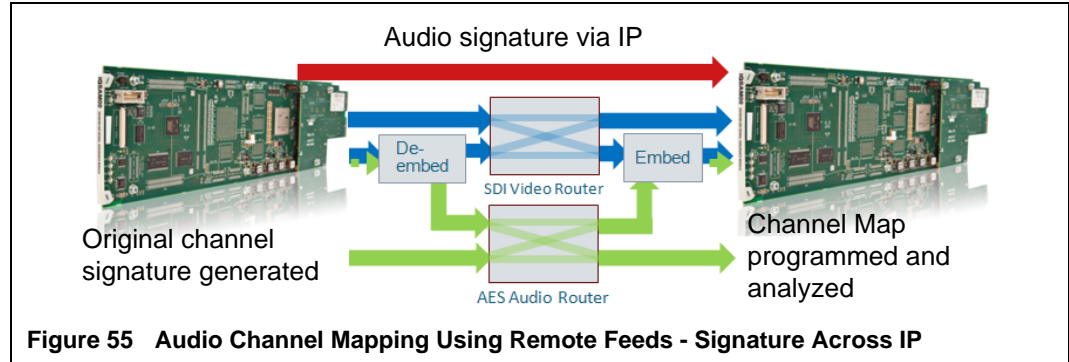 Audio signature via IP
De-
embed
Embed
SDI Video Router
Original channel
signature generated
Channel Map
programmed and
analyzed
AES Audio Router
Figure 55 Audio Channel Mapping Using Remote Feeds - Signature Across IP